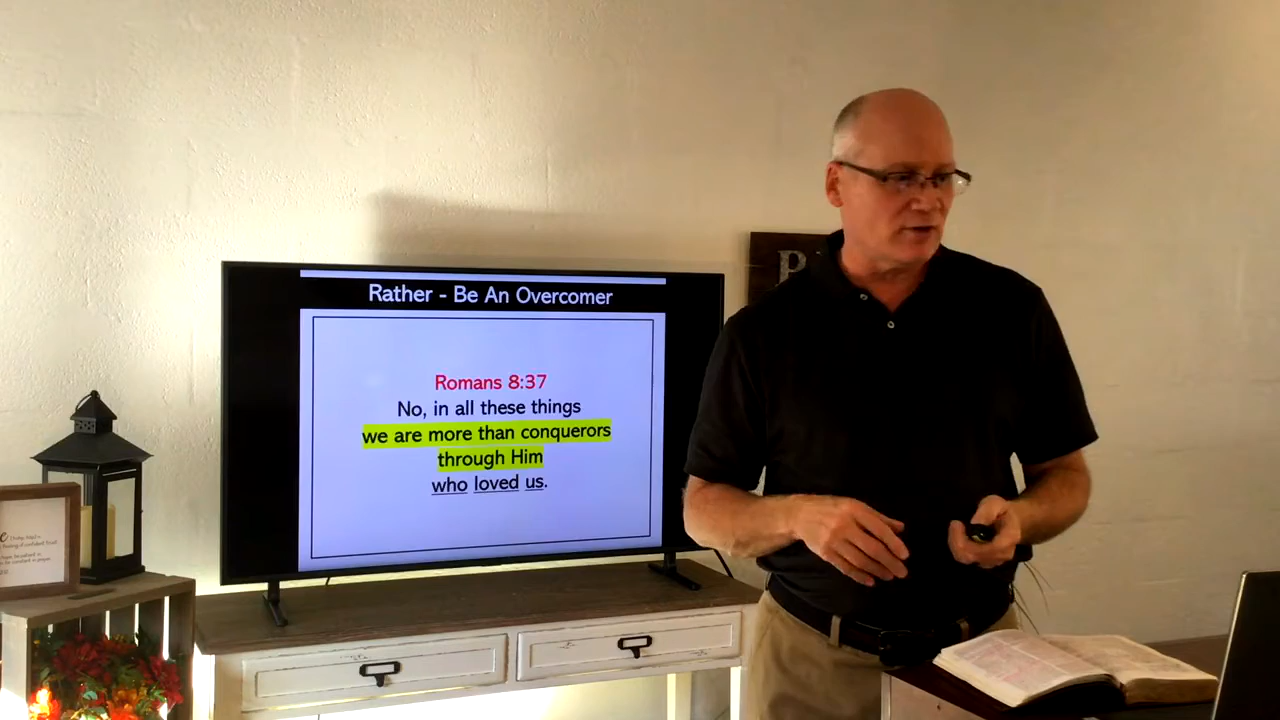 Rather - Be An Overcomer
Romans 8:37
No, in all these things
we are more than conquerors
through Him
who loved us.
P